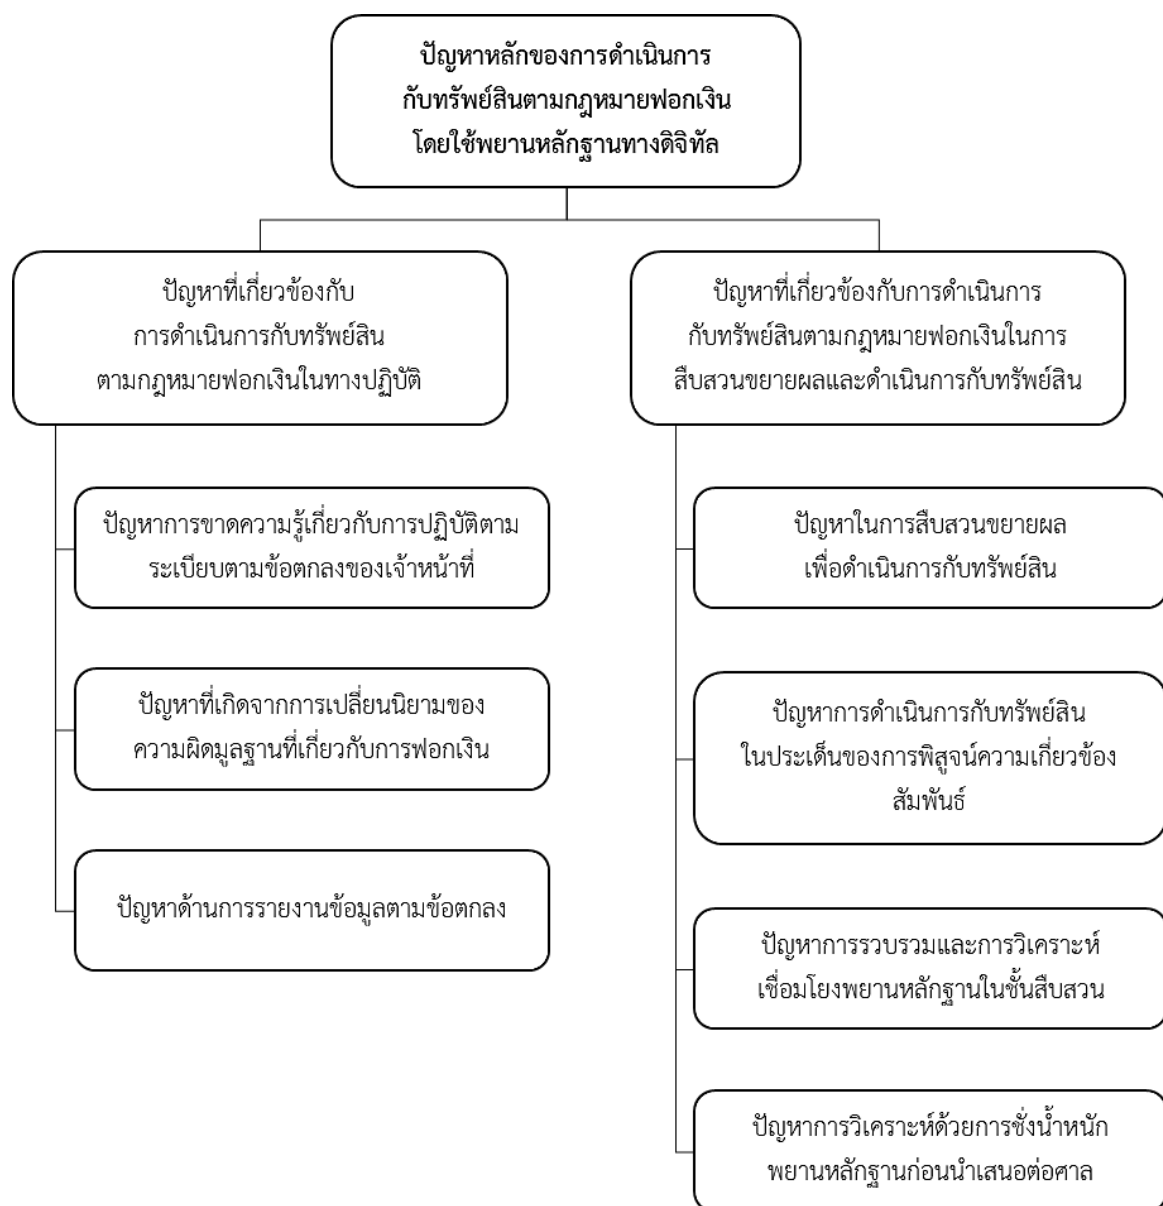 ปัญหาหลักของการดำเนินการ
กับทรัพย์สินตามกฎหมายฟอกเงิน
โดยใช้พยานหลักฐานทางดิจิทัล
ปัญหาที่เกี่ยวข้องกับ
การดำเนินการกับทรัพย์สิน
ตามกฎหมายฟอกเงินในทางปฏิบัติ
ปัญหาการขาดความรู้เกี่ยวกับการปฏิบัติตาม
ระเบียบตามข้อตกลงของเจ้าหน้าที่
ปัญหาที่เกิดจากการเปลี่ยนนิยามของ
ความผิดมูลฐานที่เกี่ยวกับการฟอกเงิน
ปัญหาด้านการรายงานข้อมูลตามข้อตกลง
ปัญหาที่เกี่ยวข้องกับการดำเนินการ
กับทรัพย์สินตามกฎหมายฟอกเงินในการ
สืบสวนขยายผลและดำเนินการกับทรัพย์สิน
ปัญหาในการสืบสวนขยายผล
เพื่อดำเนินการกับทรัพย์สิน
ปัญหาการดำเนินการกับทรัพย์สิน
ในประเด็นของการพิสูจน์ความเกี่ยวข้อง
สัมพันธ์
ปัญหาการรวบรวมและการวิเคราะห์
เชื่อมโยงพยานหลักฐานในชั้นสืบสวน
ปัญหาการวิเคราะห์ด้วยการชั่งน้ำหนัก
พยานหลักฐานก่อนนำเสนอต่อศาล